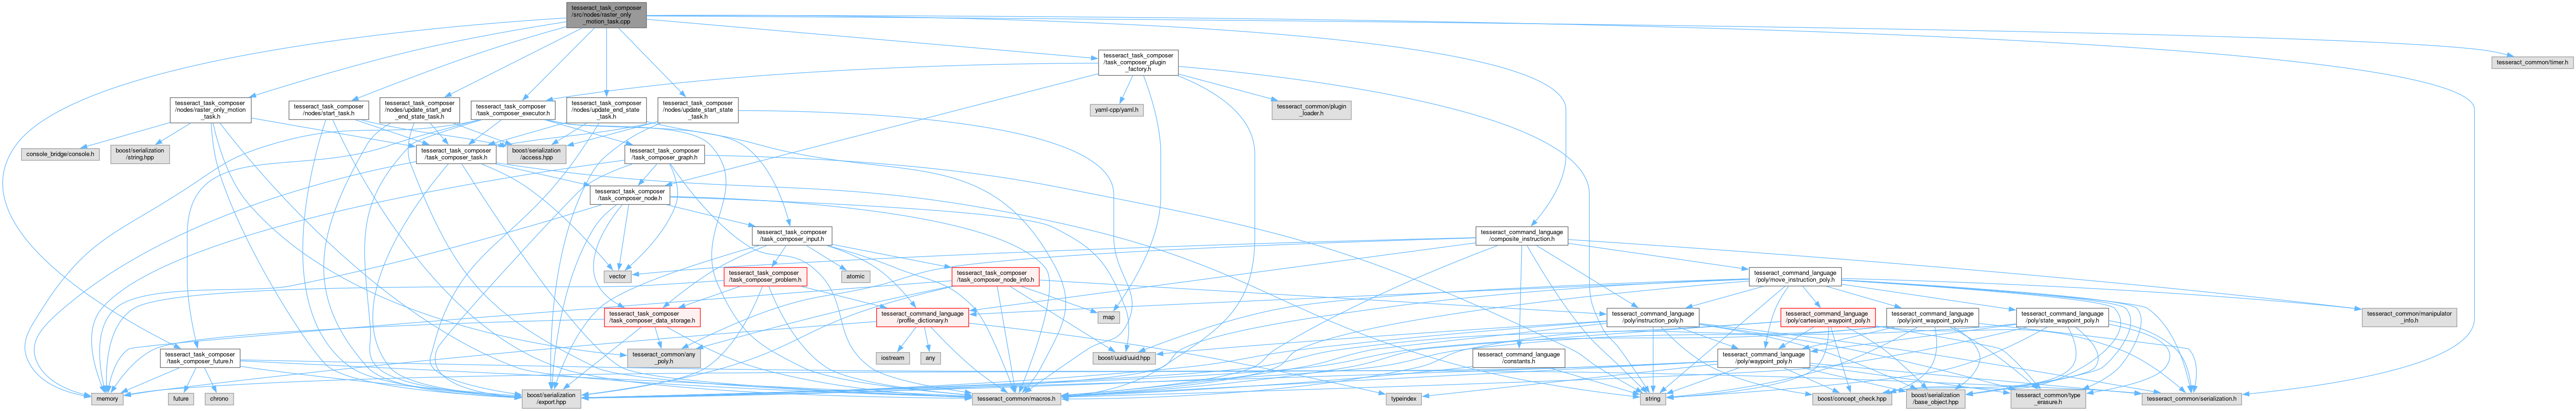 tesseract_task_composer
/src/nodes/raster_only
_motion_task.cpp
tesseract_task_composer
/task_composer_plugin
_factory.h
tesseract_common/timer.h
tesseract_task_composer
/nodes/raster_only_motion
_task.h
tesseract_task_composer
/nodes/start_task.h
tesseract_task_composer
/nodes/update_start_and
_end_state_task.h
tesseract_task_composer
/task_composer_executor.h
tesseract_task_composer
/nodes/update_end_state
_task.h
tesseract_task_composer
/nodes/update_start_state
_task.h
yaml-cpp/yaml.h
tesseract_common/plugin
_loader.h
console_bridge/console.h
boost/serialization
/string.hpp
tesseract_task_composer
/task_composer_task.h
boost/serialization
/access.hpp
tesseract_task_composer
/task_composer_graph.h
tesseract_task_composer
/task_composer_node.h
tesseract_task_composer
/task_composer_input.h
tesseract_command_language
/composite_instruction.h
vector
tesseract_task_composer
/task_composer_problem.h
atomic
tesseract_task_composer
/task_composer_node_info.h
tesseract_command_language
/poly/move_instruction_poly.h
tesseract_task_composer
/task_composer_data_storage.h
tesseract_command_language
/profile_dictionary.h
map
tesseract_command_language
/poly/instruction_poly.h
tesseract_command_language
/poly/cartesian_waypoint_poly.h
tesseract_command_language
/poly/joint_waypoint_poly.h
tesseract_command_language
/poly/state_waypoint_poly.h
tesseract_common/manipulator
_info.h
tesseract_task_composer
/task_composer_future.h
tesseract_common/any
_poly.h
iostream
any
boost/uuid/uuid.hpp
tesseract_command_language
/constants.h
tesseract_command_language
/poly/waypoint_poly.h
memory
future
chrono
boost/serialization
/export.hpp
tesseract_common/macros.h
typeindex
string
boost/concept_check.hpp
boost/serialization
/base_object.hpp
tesseract_common/type
_erasure.h
tesseract_common/serialization.h